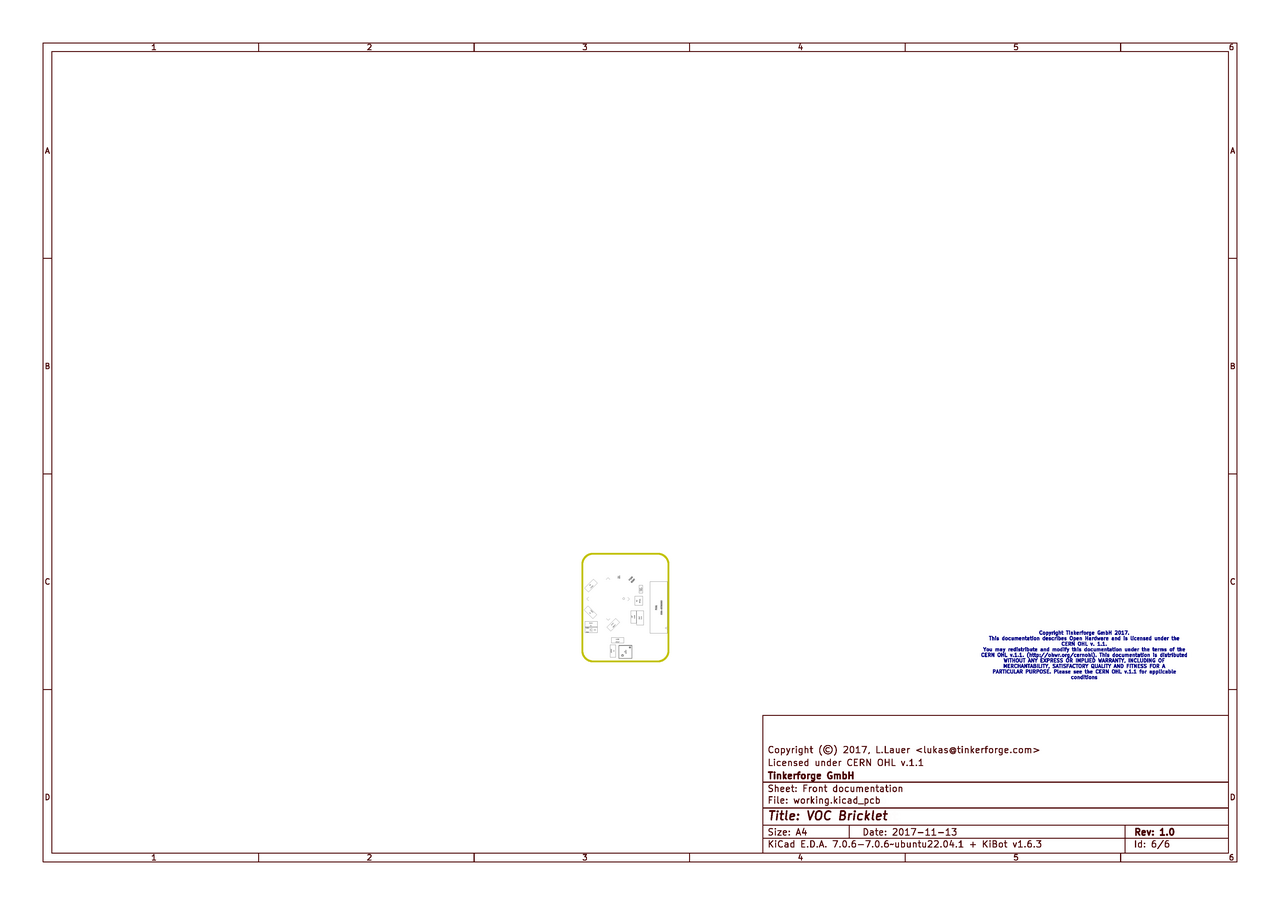 1 2 3 4 5 6
A A
B B
C C
Copyright Tinkerforge GmbH 2017.
This documentation describes Open Hardware and is licensed under the
CERN OHL v. 1.1.
You may redistribute and modify this documentation under the terms of the
CERN OHL v.1.1. (http://ohwr.org/cernohl). This documentation is distributed
WITHOUT ANY EXPRESS OR IMPLIED WARRANTY, INCLUDING OF
MERCHANTABILITY, SATISFACTORY QUALITY AND FITNESS FOR A
PARTICULAR PURPOSE. Please see the CERN OHL v.1.1 for applicable
conditions
Copyright (©) 2017, L.Lauer <lukas@tinkerforge.com>
Licensed under CERN OHL v.1.1
Tinkerforge GmbH
Sheet: Front documentation
D D
File: working.kicad_pcb
Title: VOC Bricklet
Size: A4 Date: 2017-11-13 Rev: 1.0
KiCad E.D.A. 7.0.6-7.0.6~ubuntu22.04.1 + KiBot v1.6.3 Id: 6/6
1 2 3 4 5 6